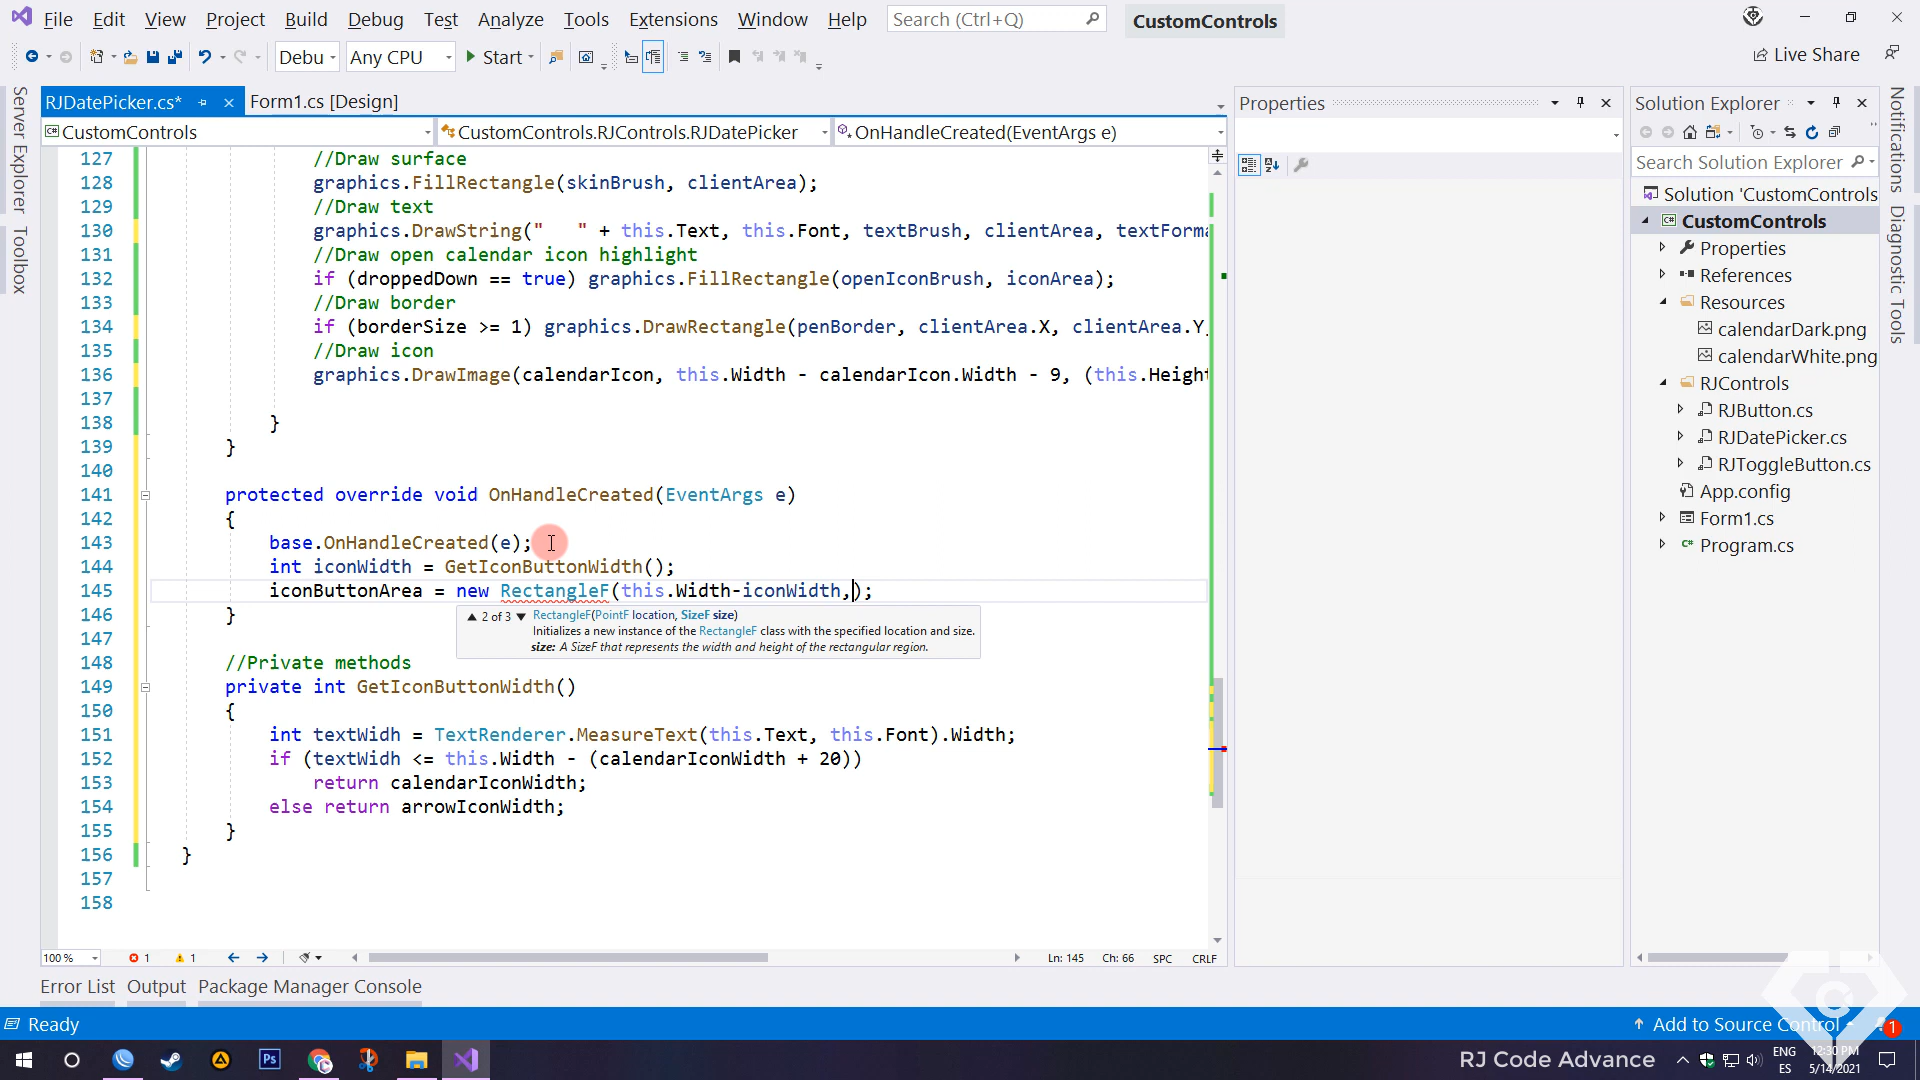 File Edit View Project Build Debug Test Analyze Tools Extensions Window Help Search (Ctrl+Q) CustomControls
Debu Any CPU Start Live Share
RJDatePicker.cs* Form1.cs [Design]
CustomControls CustomControls.RJControls.RJDatePicker OnHandleCreated(EventArgs e)
127 //Draw surface
128 graphics.FillRectangle(skinBrush, clientArea);
129 //Draw text
130 graphics.DrawString("   " + this.Text, this.Font, textBrush, clientArea, textForma
131 //Draw open calendar icon highlight
132 if (droppedDown == true) graphics.FillRectangle(openIconBrush, iconArea);
133 //Draw border
134 if (borderSize >= 1) graphics.DrawRectangle(penBorder, clientArea.X, clientArea.Y,
135 //Draw icon
136 graphics.DrawImage(calendarIcon, this.Width - calendarIcon.Width - 9, (this.Height
137
138 }
139 }
140
141 protected override void OnHandleCreated(EventArgs e)
142 {
143 base.OnHandleCreated(e);
144 int iconWidth = GetIconButtonWidth();
145 iconButtonArea = new RectangleF(this.Width-iconWidth,);
146 }
2 of 3 RectangleF(PointF location, SizeF size)
Initializes a new instance of the RectangleF class with the specified location and size.
size: A SizeF that represents the width and height of the rectangular region.
147
148 //Private methods
149 private int GetIconButtonWidth()
150 {
151 int textWidh = TextRenderer.MeasureText(this.Text, this.Font).Width;
152 if (textWidh <= this.Width - (calendarIconWidth + 20))
153 return calendarIconWidth;
154 else return arrowIconWidth;
155 }
156 }
157
158
100 % 1 1 Ln: 145 Ch: 66 SPC CRLF
Error List Output Package Manager Console
Server Explorer
Toolbox
Properties
Solution Explorer
Search Solution Explorer
Solution 'CustomControls
CustomControls
Properties
References
Resources
calendarDark.png
calendarWhite.png
RJControls
RJButton.cs
RJDatePicker.cs
RJToggleButton.cs
App.config
Form1.cs
Program.cs
Notifications
Diagnostic Tools
Ready Add to Source Control 1
Ps RJ Code Advance ENG 12:30 PM
ES 5/14/2021